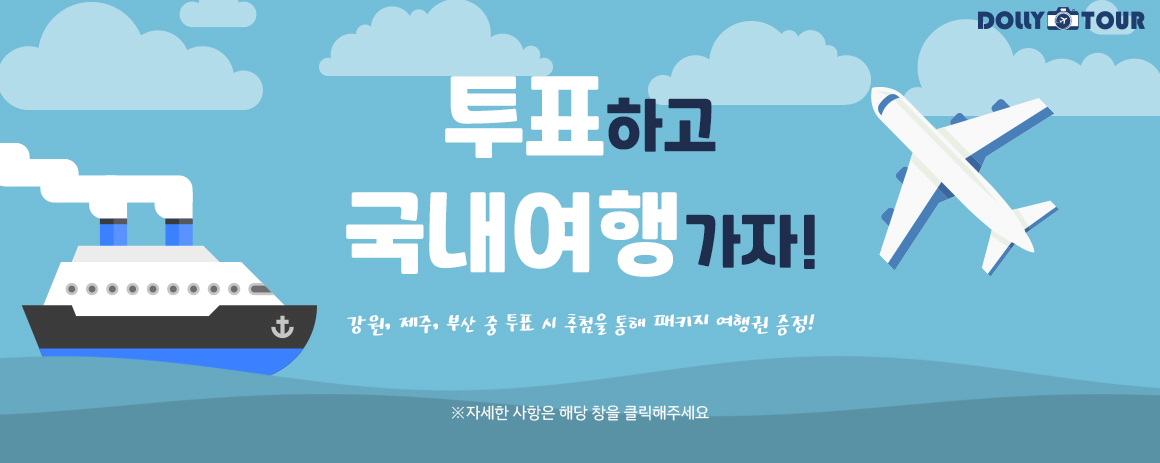 DOLLY TOUR
투표하고
국내여행 가자!
강원, 제주, 부산 중 투표 시 추첨을 통해 패키지 여행권 증정!
※자세한 사항은 해당 창을 클릭해주세요